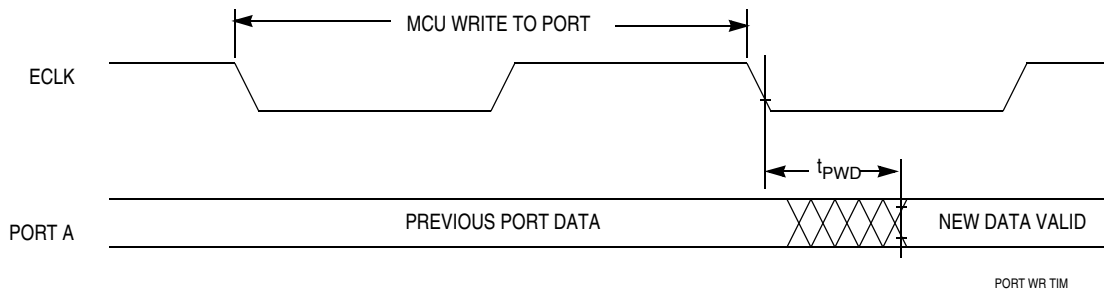 MCU WRITE TO PORT
ECLK
tPWD
PORT A
PREVIOUS PORT DATA
NEW DATA VALID
PORT WR TIM